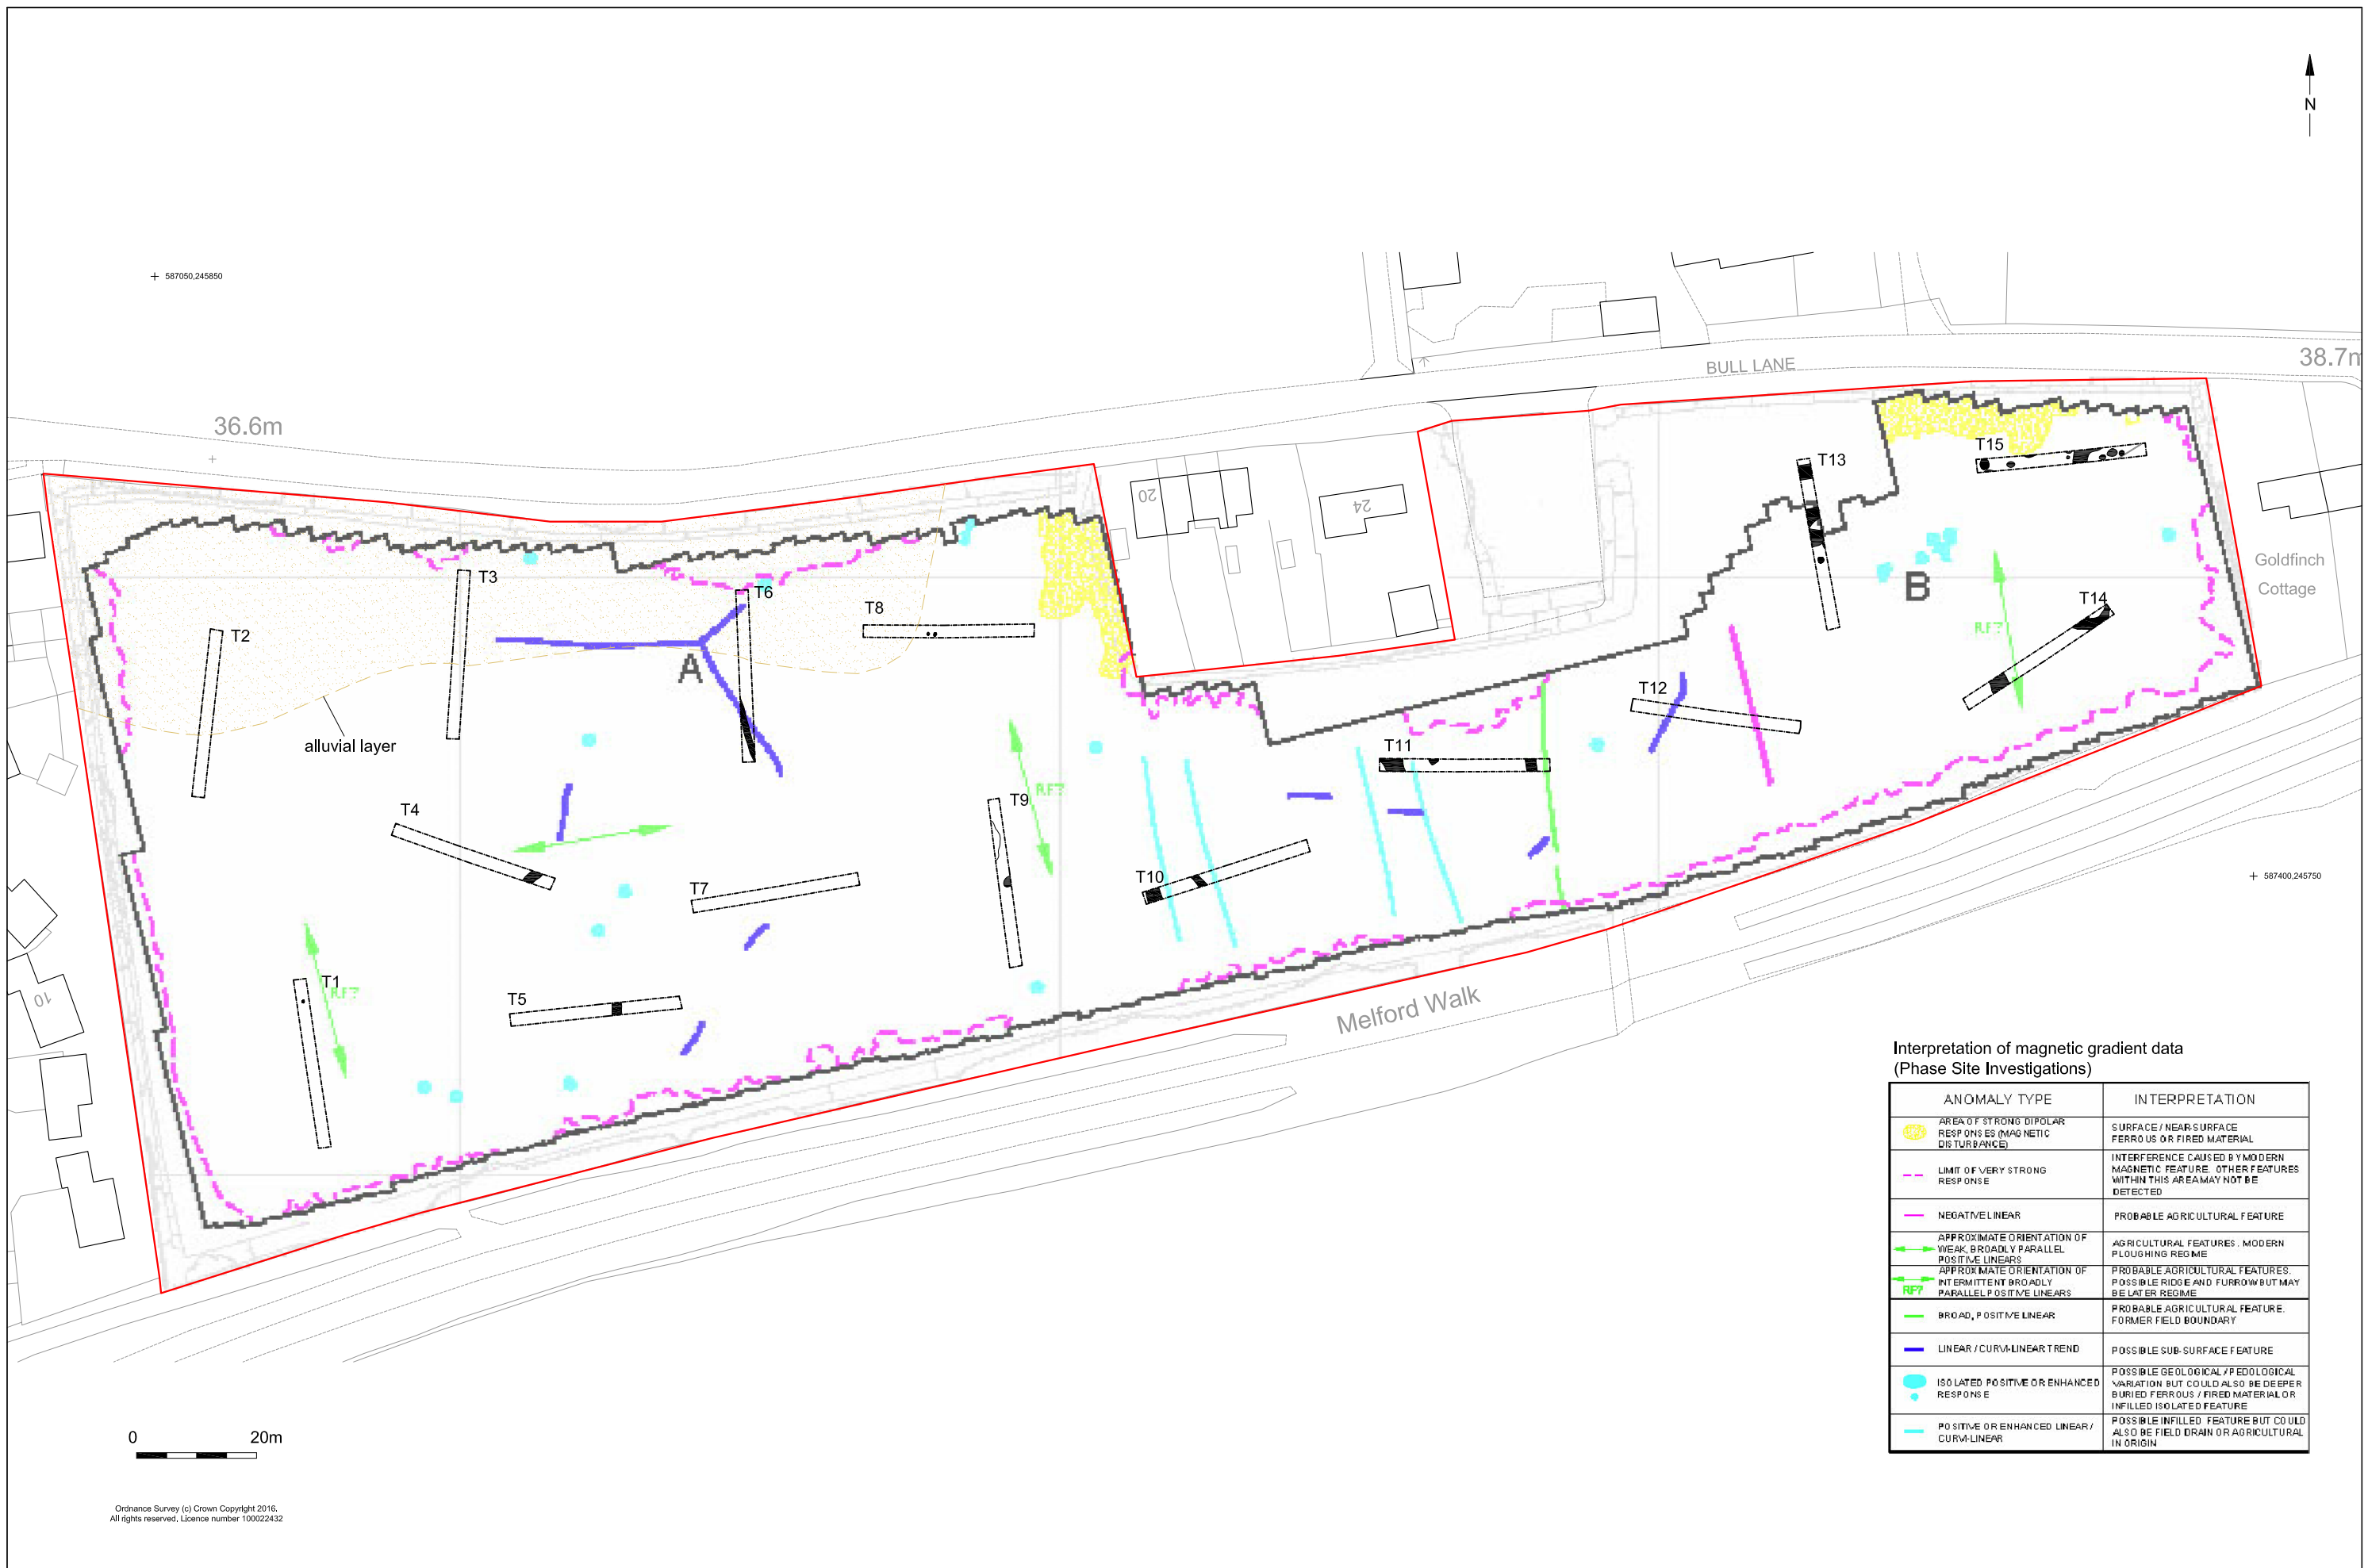 N
587050,245850
BULL LANE
38.7m
36.6m
T13
T15
20
24
T3
Goldfinch
Cottage
T6
T8
B
T14
T2
RF?
A
T12
alluvial layer
T11
T9
RF?
T4
T10
T7
587400,245750
T1
RF?
T5
10
Melford Walk
Interpretation of magnetic gradient data
(Phase Site Investigations)
ANOMALY TYPE
INTERPRETATION
AREA OF STRONG DIPOLAR
RESPONSES (MAGNETIC
DISTURBANCE)
SURFACE / NEAR-SURFACE
FERROUS OR FIRED MATERIAL
LIMIT OF VERY STRONG
RESPONSE
INTERFERENCE CAUSED BY MODERN
MAGNETIC FEATURE. OTHER FEATURES
WITHIN THIS AREA MAY NOT BE
DETECTED
NEGATIVE LINEAR
PROBABLE AGRICULTURAL FEATURE
APPROXIMATE ORIENTATION OF
WEAK, BROADLY PARALLEL
POSITIVE LINEARS
AGRICULTURAL FEATURES. MODERN
PLOUGHING REGIME
RF?
APPROXIMATE ORIENTATION OF
INTERMITTENT BROADLY
PARALLEL POSITIVE LINEARS
PROBABLE AGRICULTURAL FEATURES.
POSSIBLE RIDGE AND FURROW BUT MAY
BE LATER REGIME
BROAD, POSITIVE LINEAR
PROBABLE AGRICULTURAL FEATURE.
FORMER FIELD BOUNDARY
LINEAR / CURVI-LINEAR TREND
POSSIBLE SUB-SURFACE FEATURE
ISOLATED POSITIVE OR ENHANCED
RESPONSE
POSSIBLE GEOLOGICAL / PEDOLOGICAL
VARIATION BUT COULD ALSO BE DEEPER
BURIED FERROUS / FIRED MATERIAL OR
INFILLED ISOLATED FEATURE
POSITIVE OR ENHANCED LINEAR /
CURVI-LINEAR
POSSIBLE INFILLED FEATURE BUT COULD
ALSO BE FIELD DRAIN OR AGRICULTURAL
IN ORIGIN
0 20m
Ordnance Survey (c) Crown Copyright 2016.
All rights reserved. Licence number 100022432